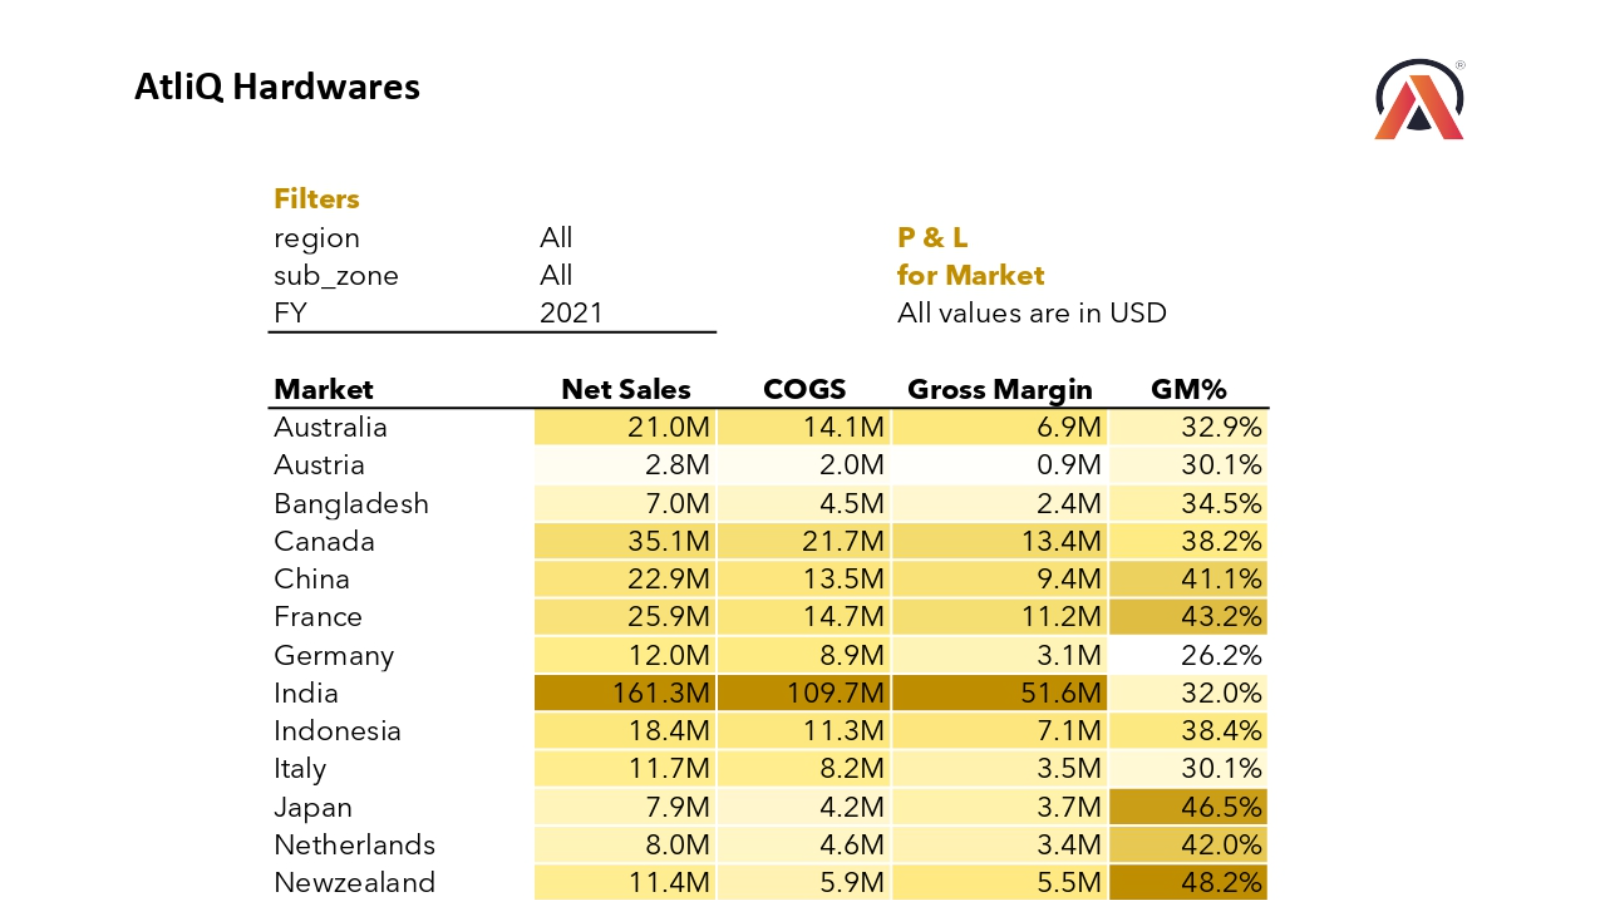 AtliQ Hardwares
®
Filters
region All P & L
sub_zone All for Market
FY 2021 All values are in USD
Market Net Sales COGS Gross Margin GM%
Australia 21.0M 14.1M 6.9M 32.9%
Austria 2.8M 2.0M 0.9M 30.1%
Bangladesh 7.0M 4.5M 2.4M 34.5%
Canada 35.1M 21.7M 13.4M 38.2%
China 22.9M 13.5M 9.4M 41.1%
France 25.9M 14.7M 11.2M 43.2%
Germany 12.0M 8.9M 3.1M 26.2%
India 161.3M 109.7M 51.6M 32.0%
Indonesia 18.4M 11.3M 7.1M 38.4%
Italy 11.7M 8.2M 3.5M 30.1%
Japan 7.9M 4.2M 3.7M 46.5%
Netherlands 8.0M 4.6M 3.4M 42.0%
Newzealand 11.4M 5.9M 5.5M 48.2%